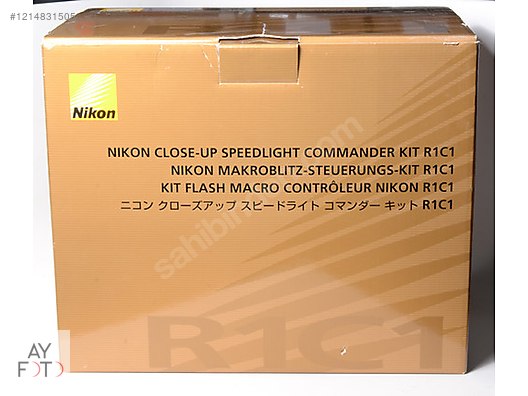 #1214831505
Nikon
NIKON CLOSE-UP SPEEDLIGHT COMMANDER KIT R1C1
NIKON MAKROBLITZ-STEUERUNGS-KIT R1C1
KIT FLASH MACRO CONTRÔLEUR NIKON R1C1
ニコン クローズアップ スピードライト コマンダー キット R1C1
sahibinden.com
R1C1
AY
FOTO